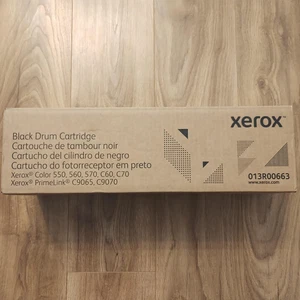 xerox™
Black Drum Cartridge
Cartouche de tambour noir
Cartucho del cilindro de negro
Cartucho do fotorreceptor em preto
Xerox® Color 550, 560, 570, C60, C70
Xerox® PrimeLink® C9065, C9070
013R00663
www.xerox.com